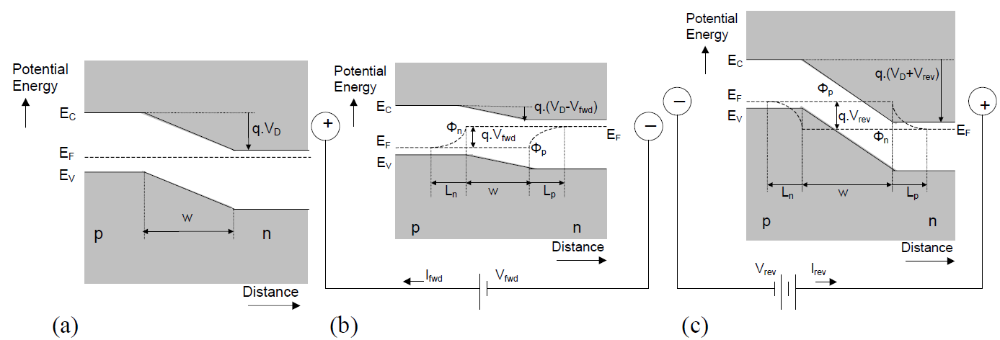 Potential
Energy
E_C
q.V_D
E_F
E_V
w
p
n
Distance
(a)
Potential
Energy
E_C
q.(V_D-V_fwd)
+
−
Φ_n
q.V_fwd
E_F
E_F
Φ_p
E_V
L_n
w
L_p
p
n
Distance
I_fwd
V_fwd
(b)
Potential
Energy
E_C
q.(V_D+V_rev)
Φ_p
E_F
−
+
q.V_rev
E_V
Φ_n
E_F
L_n
w
L_p
p
n
Distance
V_rev
I_rev
(c)